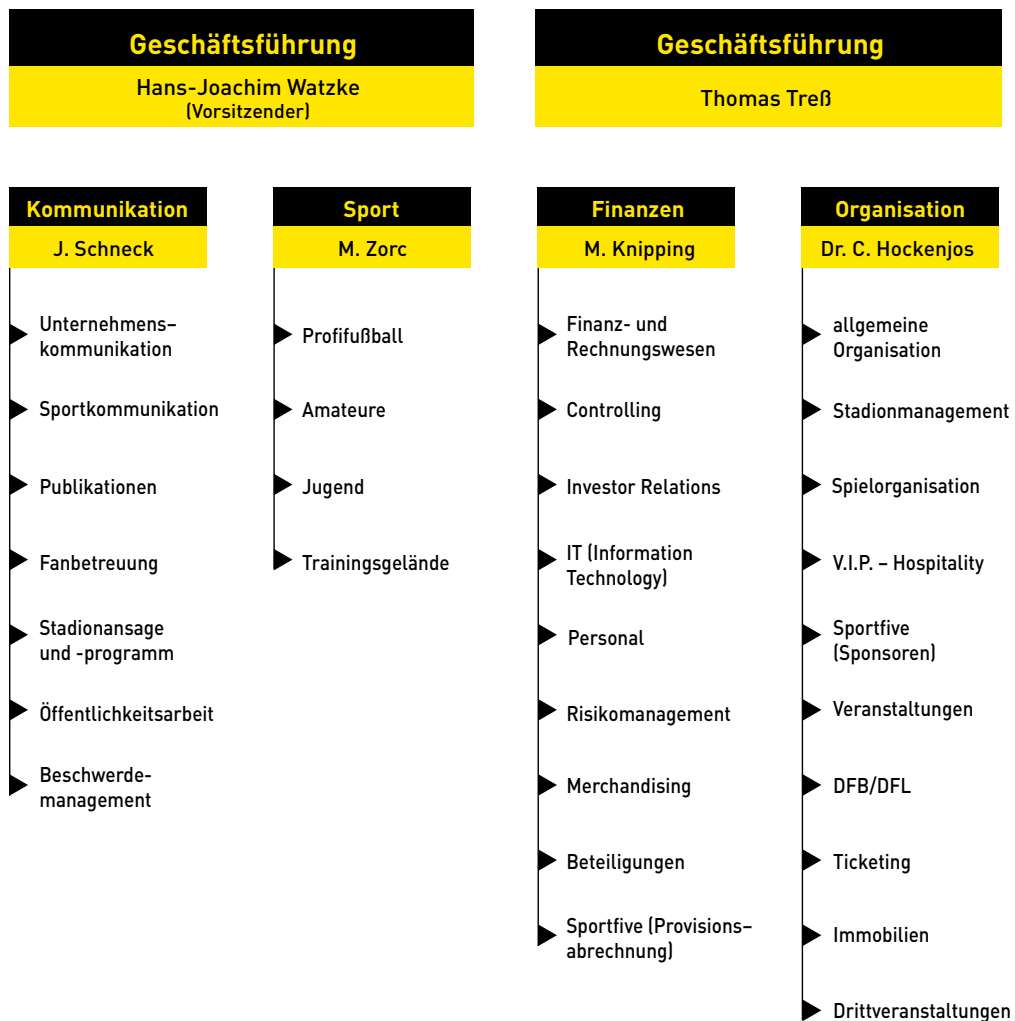 Geschäftsführung
Hans-Joachim Watzke
(Vorsitzender)
Geschäftsführung
Thomas Treß
Kommunikation
J. Schneck
Unternehmens–
kommunikation
Sportkommunikation
Publikationen
Fanbetreuung
Stadionansage
und -programm
Öffentlichkeitsarbeit
Beschwerde-
management
Sport
M. Zorc
Profifußball
Amateure
Jugend
Trainingsgelände
Finanzen
M. Knipping
Finanz- und
Rechnungswesen
Controlling
Investor Relations
IT (Information
Technology)
Personal
Risikomanagement
Merchandising
Beteiligungen
Sportfive (Provisions–
abrechnung)
Organisation
Dr. C. Hockenjos
allgemeine
Organisation
Stadionmanagement
Spielorganisation
V.I.P. – Hospitality
Sportfive
(Sponsoren)
Veranstaltungen
DFB/DFL
Ticketing
Immobilien
Drittveranstaltungen